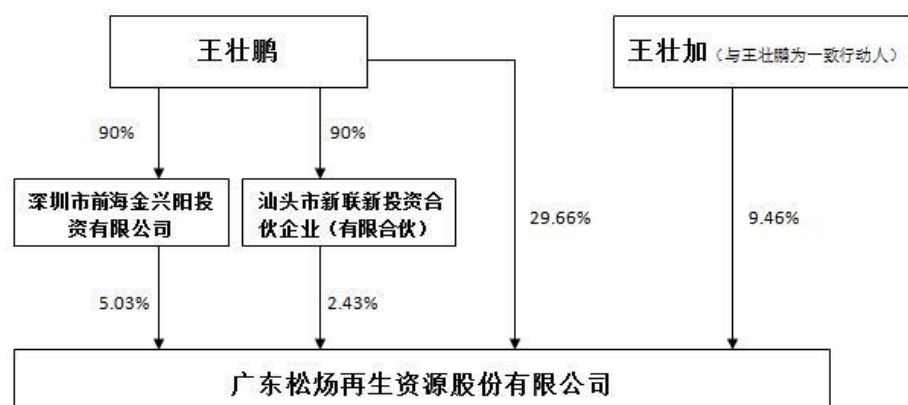 王壮鹏
王壮加（与王壮鹏为一致行动人）
90%
90%
深圳市前海金兴阳投
资有限公司
汕头市新联新投资合
伙企业（有限合伙）
29.66%
9.46%
5.03%
2.43%
广东松炀再生资源股份有限公司